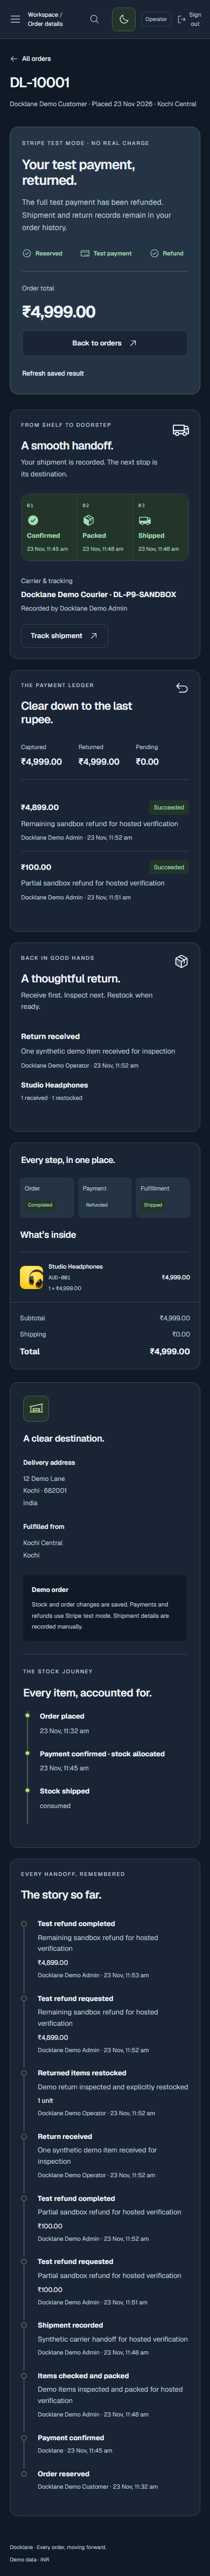 Workspace /
Order details
Operator
Sign
out
All orders
DL-10001
Docklane Demo Customer · Placed 23 Nov 2026 · Kochi Central
STRIPE TEST MODE · NO REAL CHARGE
Your test payment,
returned.
The full test payment has been refunded.
Shipment and return records remain in your
order history.
Reserved
Test payment
Refund
Order total
₹4,999.00
Back to orders
Refresh saved result
FROM SHELF TO DOORSTEP
A smooth handoff.
Your shipment is recorded. The next stop is
its destination.
01
02
03
Confirmed
Packed
Shipped
23 Nov, 11:45 am
23 Nov, 11:48 am
23 Nov, 11:48 am
Carrier & tracking
Docklane Demo Courier · DL-P9-SANDBOX
Recorded by Docklane Demo Admin
Track shipment
THE PAYMENT LEDGER
Clear down to the last
rupee.
Captured
Returned
Pending
₹4,999.00
₹4,999.00
₹0.00
₹4,899.00
Succeeded
Remaining sandbox refund for hosted verification
Docklane Demo Admin · 23 Nov, 11:52 am
₹100.00
Succeeded
Partial sandbox refund for hosted verification
Docklane Demo Admin · 23 Nov, 11:51 am
BACK IN GOOD HANDS
A thoughtful return.
Receive first. Inspect next. Restock when
ready.
Return received
One synthetic demo item received for inspection
Docklane Demo Operator · 23 Nov, 11:52 am
Studio Headphones
1 received · 1 restocked
Every step, in one place.
Order
Payment
Fulfillment
Completed
Refunded
Shipped
What's inside
Studio Headphones
AUD-001
1 × ₹4,999.00
₹4,999.00
Subtotal
₹4,999.00
Shipping
₹0.00
Total
₹4,999.00
A clear destination.
Delivery address
12 Demo Lane
Kochi · 682001
India
Fulfilled from
Kochi Central
Kochi
Demo order
Stock and order changes are saved. Payments and
refunds use Stripe test mode. Shipment details are
recorded manually.
THE STOCK JOURNEY
Every item, accounted for.
Order placed
23 Nov, 11:32 am
Payment confirmed · stock allocated
23 Nov, 11:45 am
Stock shipped
consumed
EVERY HANDOFF, REMEMBERED
The story so far.
Test refund completed
Remaining sandbox refund for hosted
verification
₹4,899.00
Docklane Demo Admin · 23 Nov, 11:53 am
Test refund requested
Remaining sandbox refund for hosted
verification
₹4,899.00
Docklane Demo Admin · 23 Nov, 11:52 am
Returned items restocked
Demo return inspected and explicitly restocked
1 unit
Docklane Demo Operator · 23 Nov, 11:52 am
Return received
One synthetic demo item received for
inspection
Docklane Demo Operator · 23 Nov, 11:52 am
Test refund completed
Partial sandbox refund for hosted verification
₹100.00
Docklane Demo Admin · 23 Nov, 11:52 am
Test refund requested
Partial sandbox refund for hosted verification
₹100.00
Docklane Demo Admin · 23 Nov, 11:51 am
Shipment recorded
Synthetic carrier handoff for hosted verification
Docklane Demo Admin · 23 Nov, 11:48 am
Items checked and packed
Demo items inspected and packed for hosted
verification
Docklane Demo Admin · 23 Nov, 11:48 am
Payment confirmed
Docklane · 23 Nov, 11:45 am
Order reserved
Docklane Demo Customer · 23 Nov, 11:32 am
Docklane · Every order, moving forward.
Demo data · INR